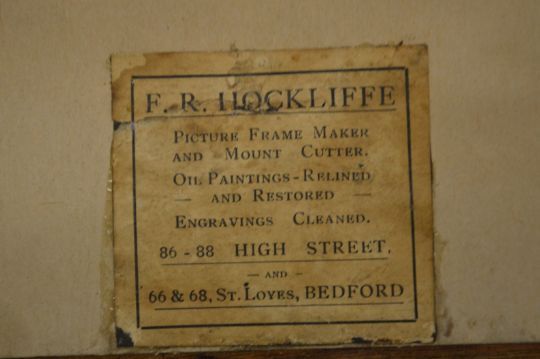 F. R. HOCKLIFFE
PICTURE FRAME MAKER
AND MOUNT CUTTER.
OIL PAINTINGS - RELINED
— AND RESTORED —
ENGRAVINGS CLEANED.
86 - 88 HIGH STREET,
— AND —
66 & 68, ST. LOYES, BEDFORD